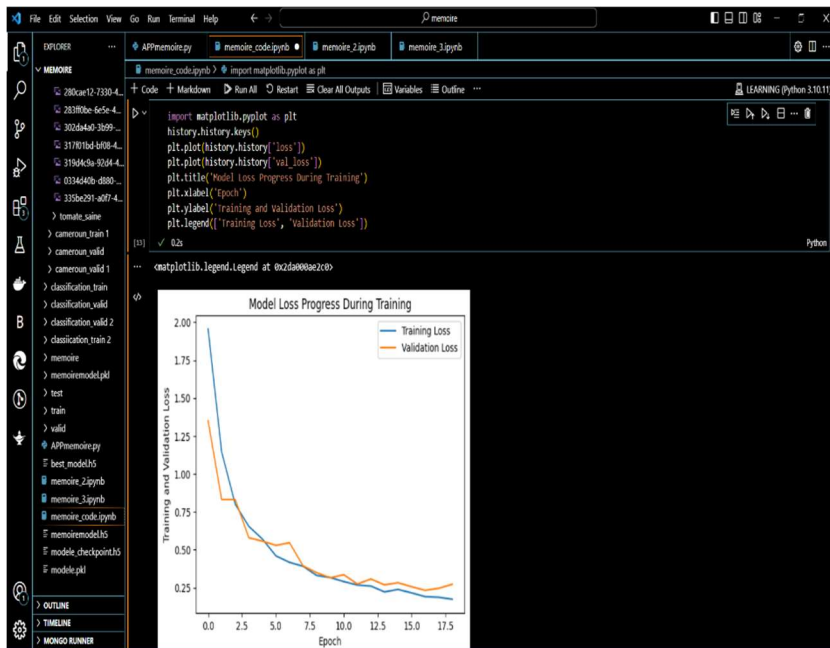 File Edit Selection View Go Run Terminal Help
memoire
EXPLORER
APPmemoire.py
memoire_code.ipynb
memoire_2.ipynb
memoire_3.ipynb
MEMOIRE
memoire_code.ipynb > import matplotlib.pyplot as plt
+ Code + Markdown Run All Restart Clear All Outputs Variables Outline ...
LEARNING (Python 3.10.11)
280cae12-7330-4...
283ff0be-6e5e-4...
302da4a0-3b99-...
317f01bd-bf08-4...
319d4c9a-92d4-4...
0334d40b-d880-...
335be291-a0f7-4...
tomate_saine
cameroun_train 1
cameroun_valid
cameroun_valid 1
classification_train
classification_valid
classification_valid 2
classiication_train 2
memoire
memoiremodel.pkl
test
train
valid
APPmemoire.py
best_model.h5
memoire_2.ipynb
memoire_3.ipynb
memoire_code.ipynb
memoiremodel.h5
modele_checkpoint.h5
modele.pkl
OUTLINE
TIMELINE
MONGO RUNNER
import matplotlib.pyplot as plt
history.history.keys()
plt.plot(history.history['loss'])
plt.plot(history.history['val_loss'])
plt.title('Model Loss Progress During Training')
plt.xlabel('Epoch')
plt.ylabel('Training and Validation Loss')
plt.legend(['Training Loss', 'Validation Loss'])
[13] 0.2s
Python
<matplotlib.legend.Legend at 0x2da000ae2c0>
Model Loss Progress During Training
Training Loss
Validation Loss
Training and Validation Loss
2.00
1.75
1.50
1.25
1.00
0.75
0.50
0.25
0.0 2.5 5.0 7.5 10.0 12.5 15.0 17.5
Epoch